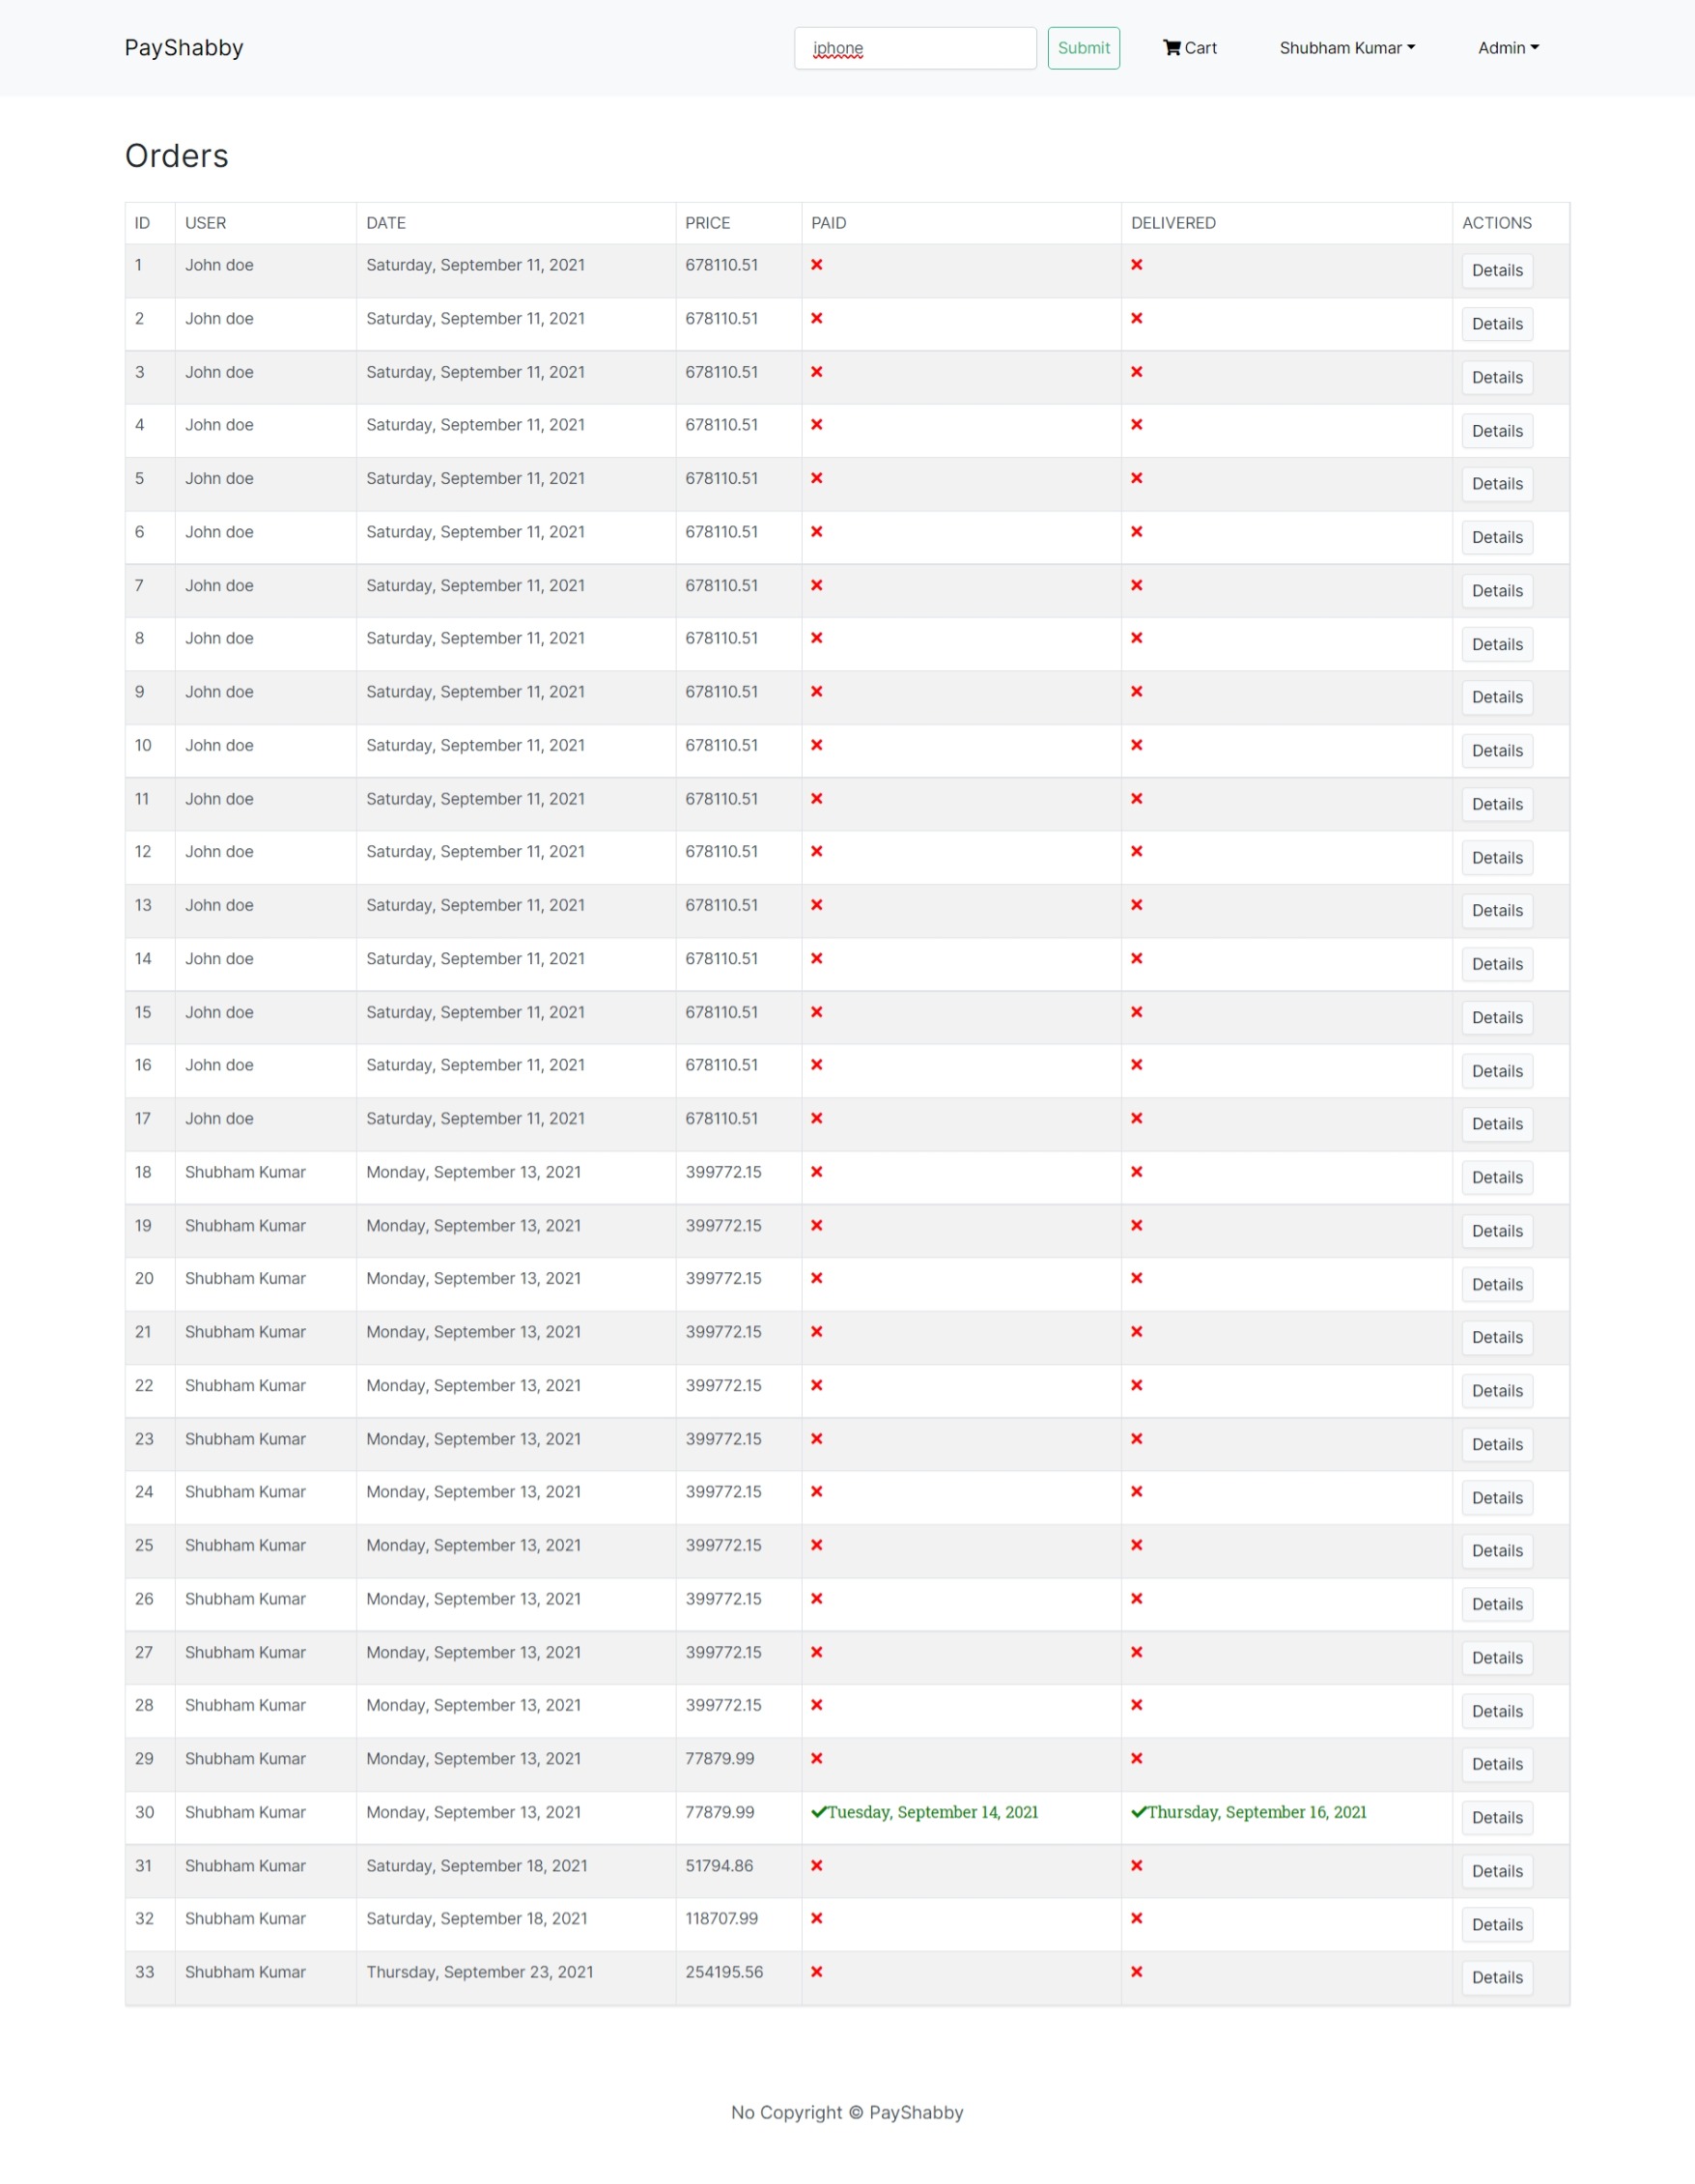 PayShabby iphone Submit Cart Shubham Kumar Admin
Orders
ID USER DATE PRICE PAID DELIVERED ACTIONS
1 John doe Saturday, September 11, 2021 678110.51 Details
2 John doe Saturday, September 11, 2021 678110.51 Details
3 John doe Saturday, September 11, 2021 678110.51 Details
4 John doe Saturday, September 11, 2021 678110.51 Details
5 John doe Saturday, September 11, 2021 678110.51 Details
6 John doe Saturday, September 11, 2021 678110.51 Details
7 John doe Saturday, September 11, 2021 678110.51 Details
8 John doe Saturday, September 11, 2021 678110.51 Details
9 John doe Saturday, September 11, 2021 678110.51 Details
10 John doe Saturday, September 11, 2021 678110.51 Details
11 John doe Saturday, September 11, 2021 678110.51 Details
12 John doe Saturday, September 11, 2021 678110.51 Details
13 John doe Saturday, September 11, 2021 678110.51 Details
14 John doe Saturday, September 11, 2021 678110.51 Details
15 John doe Saturday, September 11, 2021 678110.51 Details
16 John doe Saturday, September 11, 2021 678110.51 Details
17 John doe Saturday, September 11, 2021 678110.51 Details
18 Shubham Kumar Monday, September 13, 2021 399772.15 Details
19 Shubham Kumar Monday, September 13, 2021 399772.15 Details
20 Shubham Kumar Monday, September 13, 2021 399772.15 Details
21 Shubham Kumar Monday, September 13, 2021 399772.15 Details
22 Shubham Kumar Monday, September 13, 2021 399772.15 Details
23 Shubham Kumar Monday, September 13, 2021 399772.15 Details
24 Shubham Kumar Monday, September 13, 2021 399772.15 Details
25 Shubham Kumar Monday, September 13, 2021 399772.15 Details
26 Shubham Kumar Monday, September 13, 2021 399772.15 Details
27 Shubham Kumar Monday, September 13, 2021 399772.15 Details
28 Shubham Kumar Monday, September 13, 2021 399772.15 Details
29 Shubham Kumar Monday, September 13, 2021 77879.99 Details
30 Shubham Kumar Monday, September 13, 2021 77879.99 Tuesday, September 14, 2021 Thursday, September 16, 2021 Details
31 Shubham Kumar Saturday, September 18, 2021 51794.86 Details
32 Shubham Kumar Saturday, September 18, 2021 118707.99 Details
33 Shubham Kumar Thursday, September 23, 2021 254195.56 Details
No Copyright © PayShabby